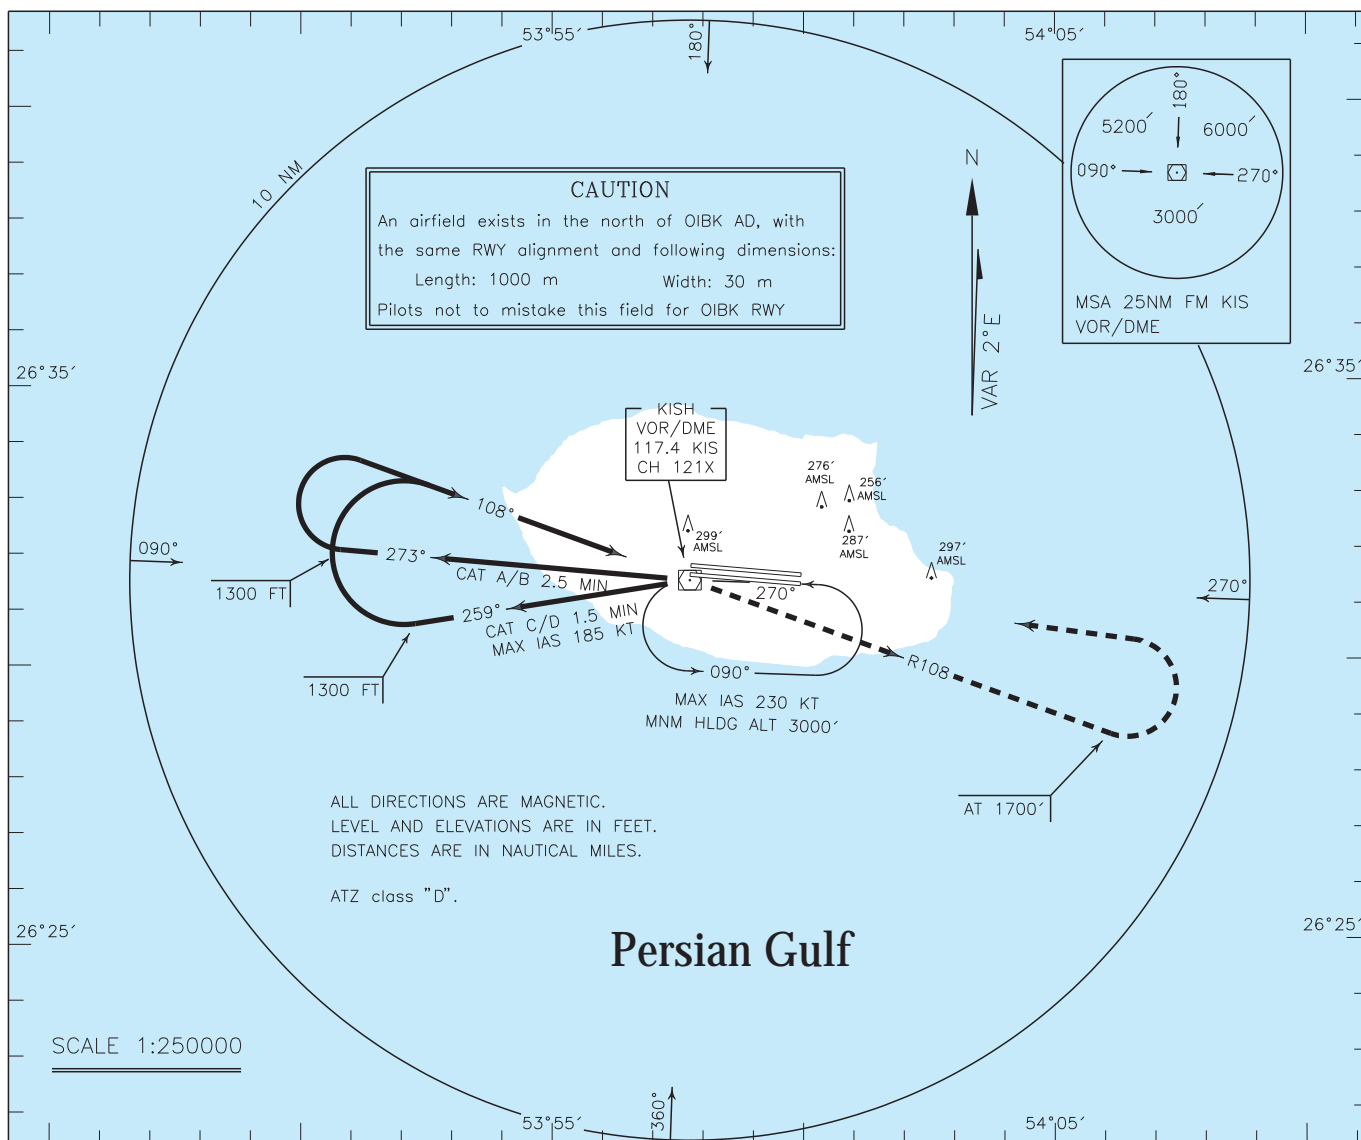 53°55′
180°
54°05′
10 NM
CAUTION
An airfield exists in the north of OIBK AD, with
the same RWY alignment and following dimensions:
Length: 1000 m Width: 30 m
Pilots not to mistake this field for OIBK RWY
N
VAR 2°E
180°
5200′ 6000′
090° 270°
3000′
MSA 25NM FM KIS
VOR/DME
26°35′ 26°35′
KISH
VOR/DME
117.4 KIS
CH 121X
276′
AMSL
256′
AMSL
299′
AMSL
287′
AMSL
297′
AMSL
108°
090°
273°
CAT A/B 2.5 MIN
1300 FT
259°
CAT C/D 1.5 MIN
MAX IAS 185 KT
1300 FT
270°
270°
090°
R108
MAX IAS 230 KT
MNM HLDG ALT 3000′
AT 1700′
ALL DIRECTIONS ARE MAGNETIC.
LEVEL AND ELEVATIONS ARE IN FEET.
DISTANCES ARE IN NAUTICAL MILES.
ATZ class "D".
26°25′ 26°25′
Persian Gulf
SCALE 1:250000
360°
53°55′ 54°05′